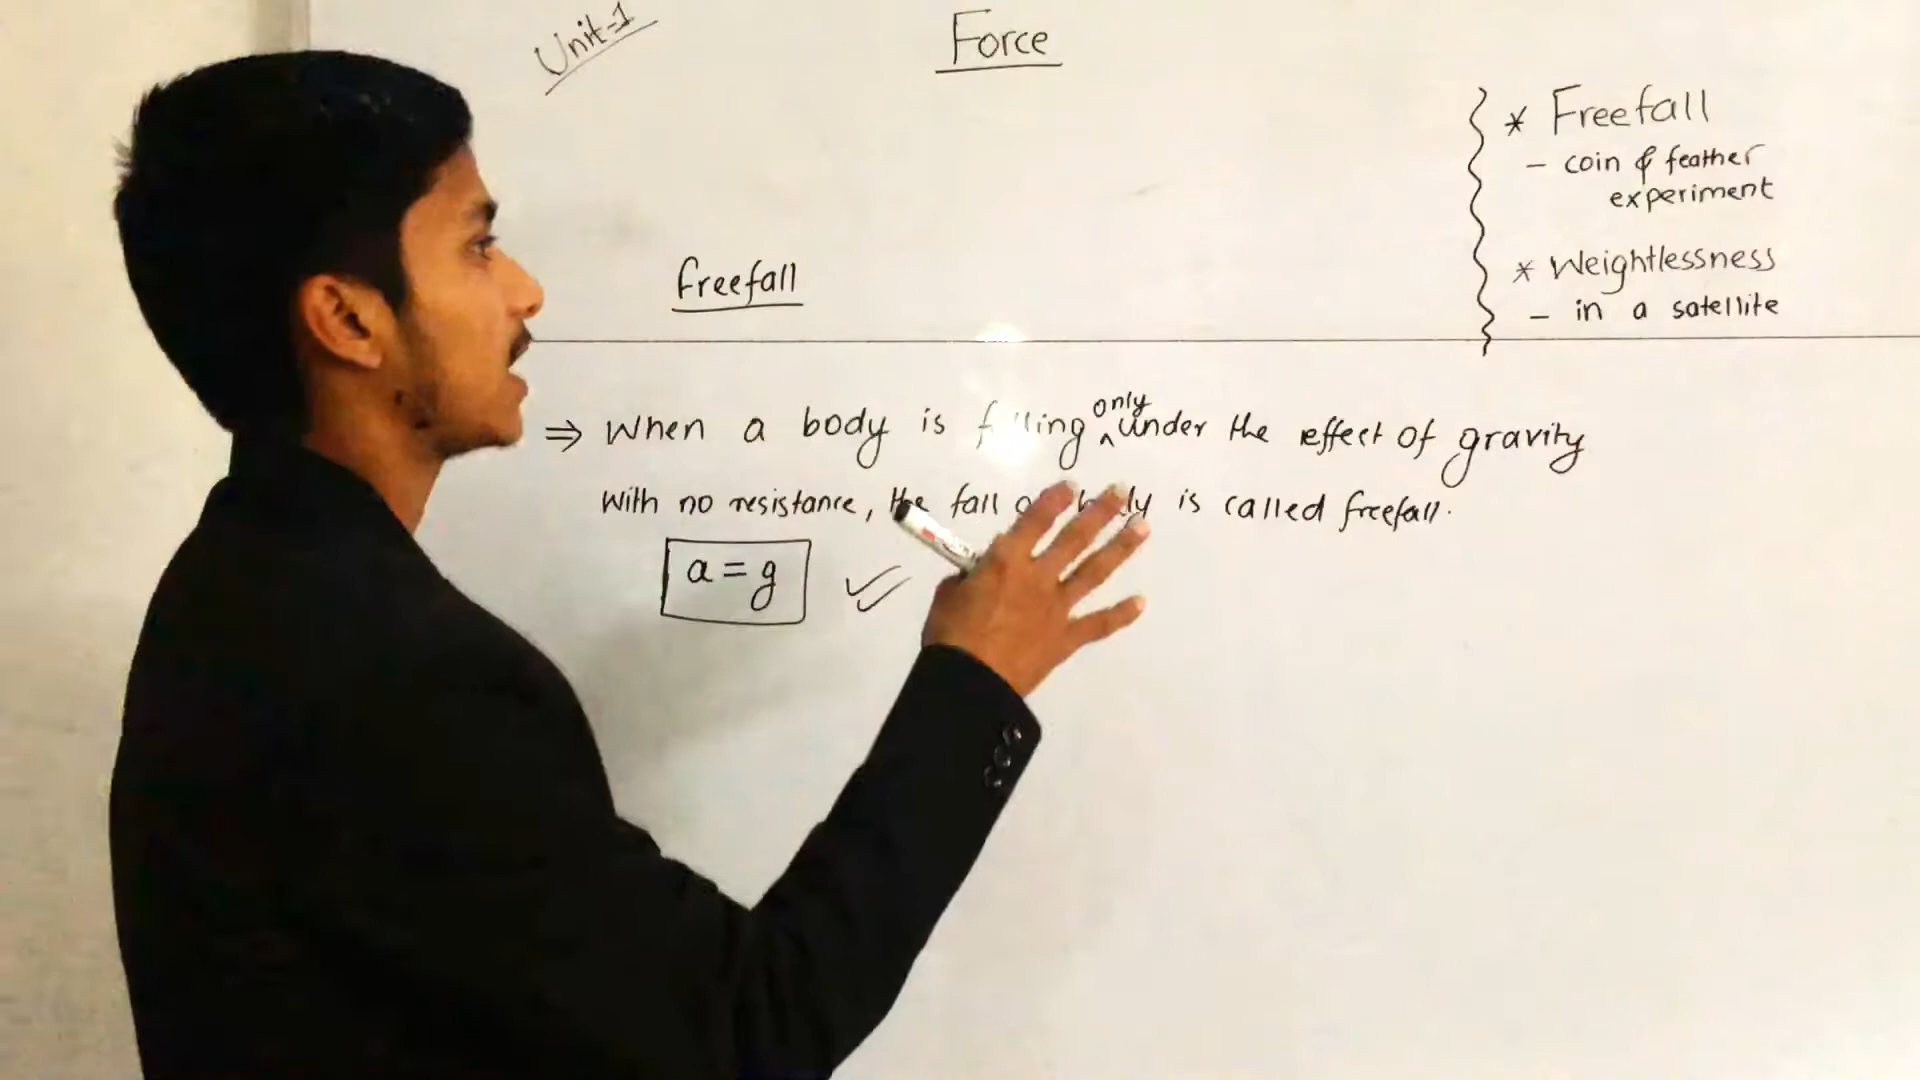 Unit-1
Force
* Freefall
- coin & feather
experiment
* Weightlessness
- in a satellite
freefall
⇒ When a body is falling only under the effect of gravity
with no resistance, the fall of body is called freefall.
a = g